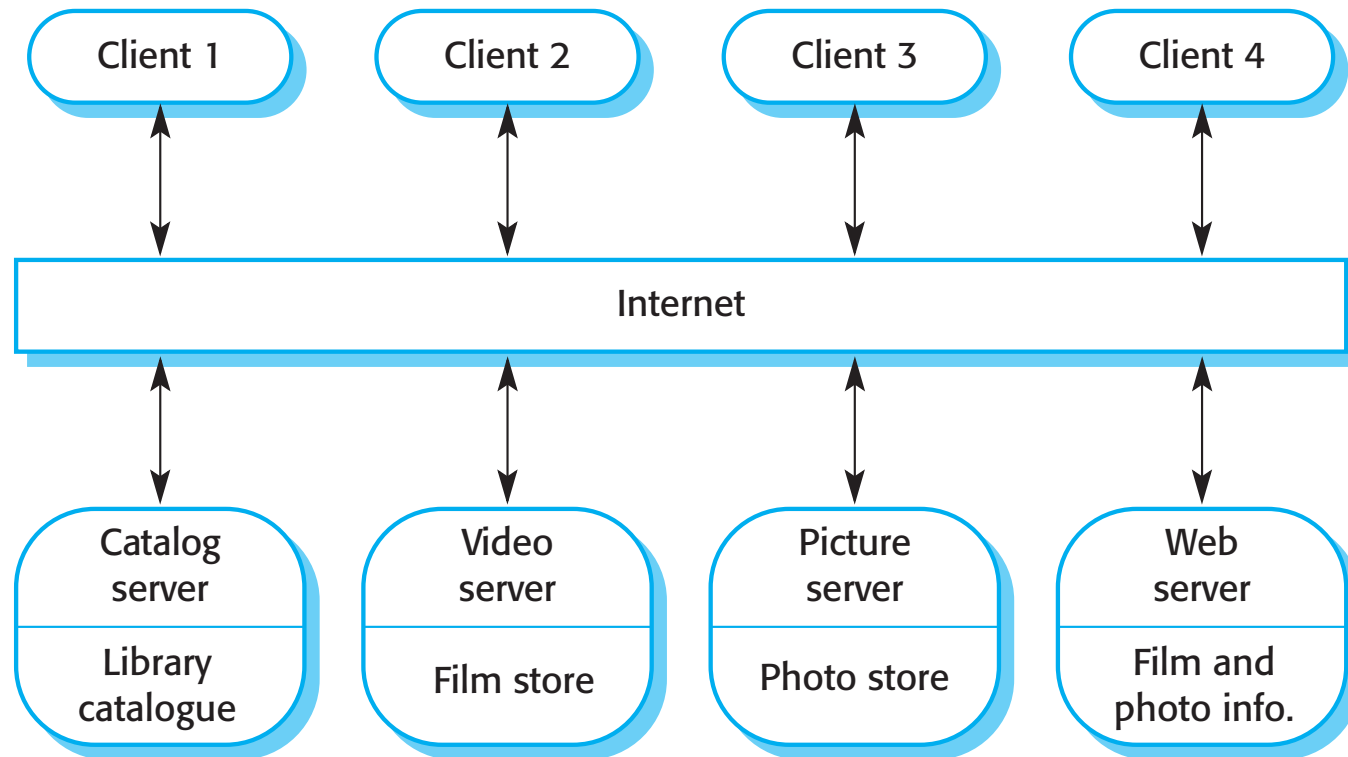 Client 1
Client 2
Client 3
Client 4
Internet
Catalog
server
Library
catalogue
Video
server
Film store
Picture
server
Photo store
Web
server
Film and
photo info.